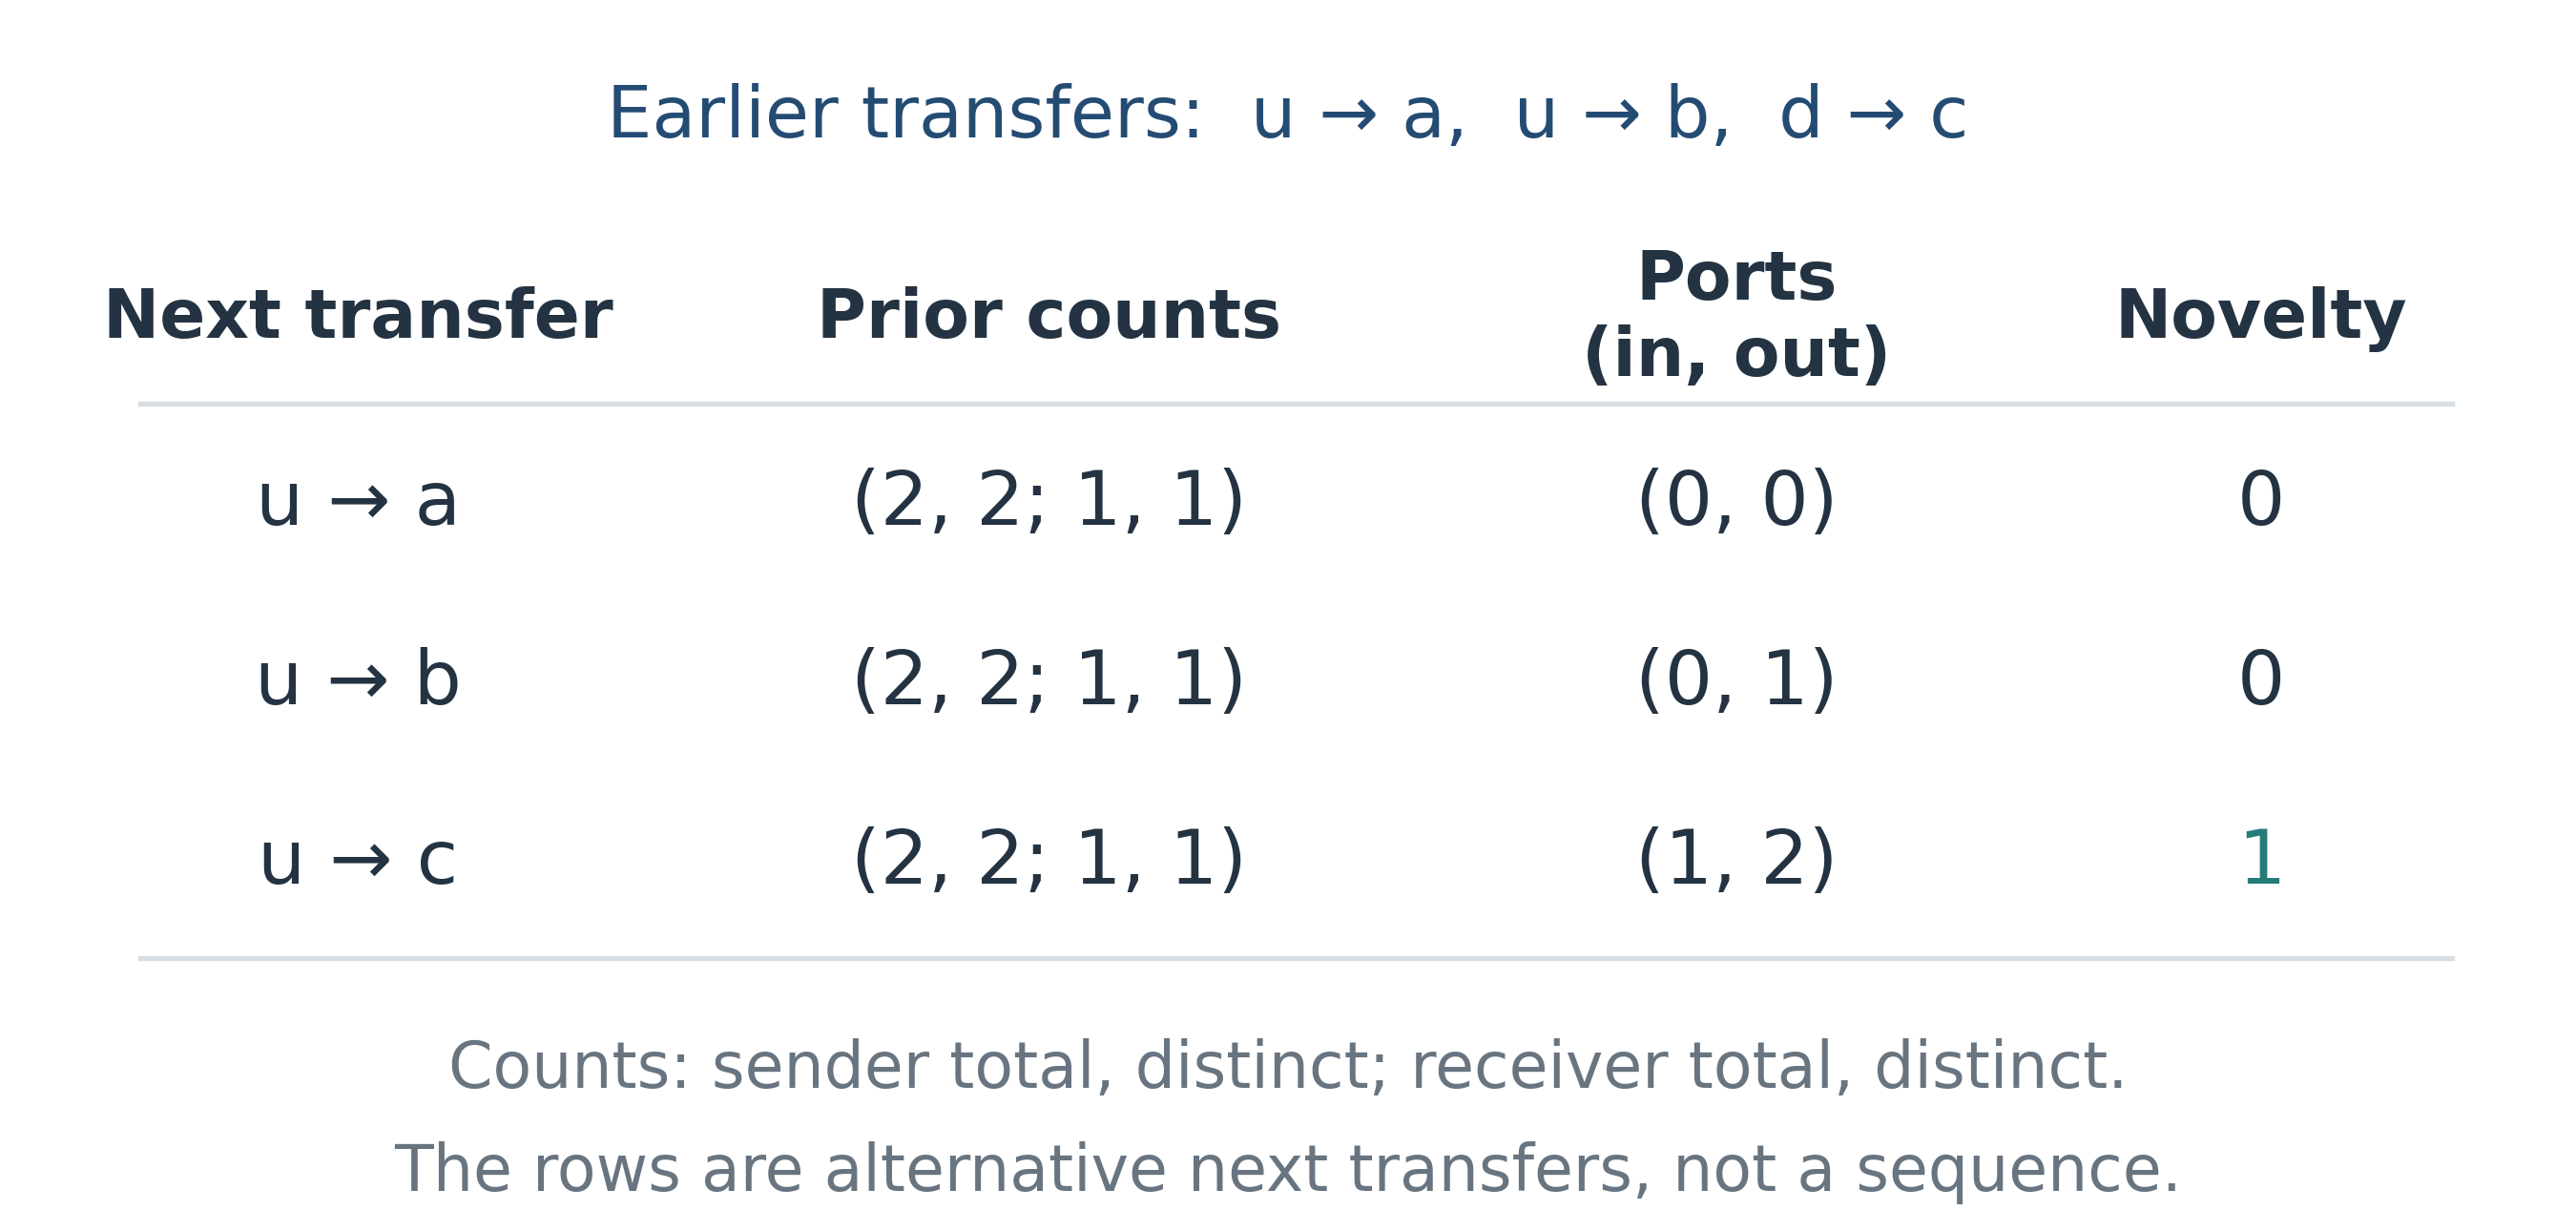 Earlier transfers: u → a, u → b, d → c
Next transfer Prior counts Ports (in, out) Novelty
u → a (2, 2; 1, 1) (0, 0) 0
u → b (2, 2; 1, 1) (0, 1) 0
u → c (2, 2; 1, 1) (1, 2) 1
Counts: sender total, distinct; receiver total, distinct.
The rows are alternative next transfers, not a sequence.